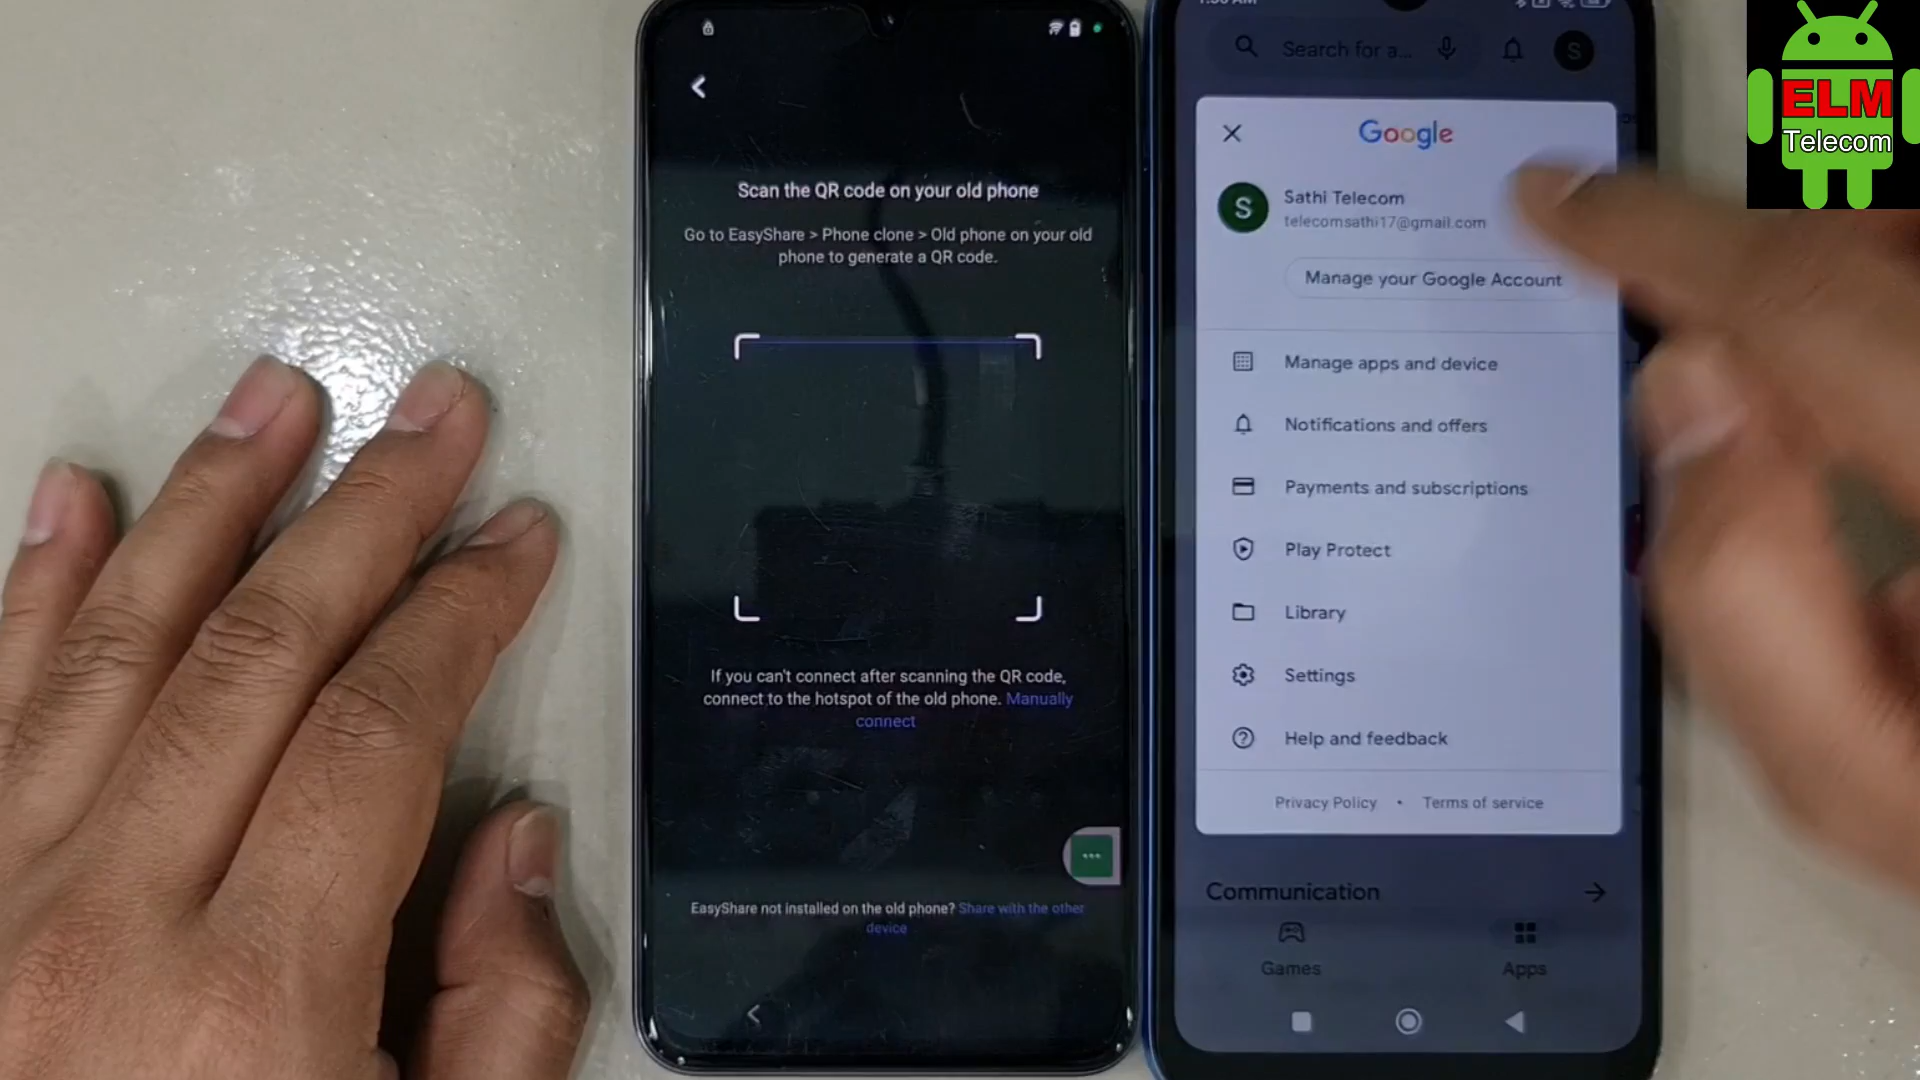 Scan the QR code on your old phone
Go to EasyShare > Phone clone > Old phone on your old
phone to generate a QR code.
If you can't connect after scanning the QR code,
connect to the hotspot of the old phone. Manually
connect
EasyShare not installed on the old phone? Share with the other
device
Search for a...
S
Google
S
Sathi Telecom
telecomsathi17@gmail.com
Manage your Google Account
Manage apps and device
Notifications and offers
Payments and subscriptions
Play Protect
Library
Settings
Help and feedback
Privacy Policy • Terms of service
Communication
Games
Apps
ELM
Telecom